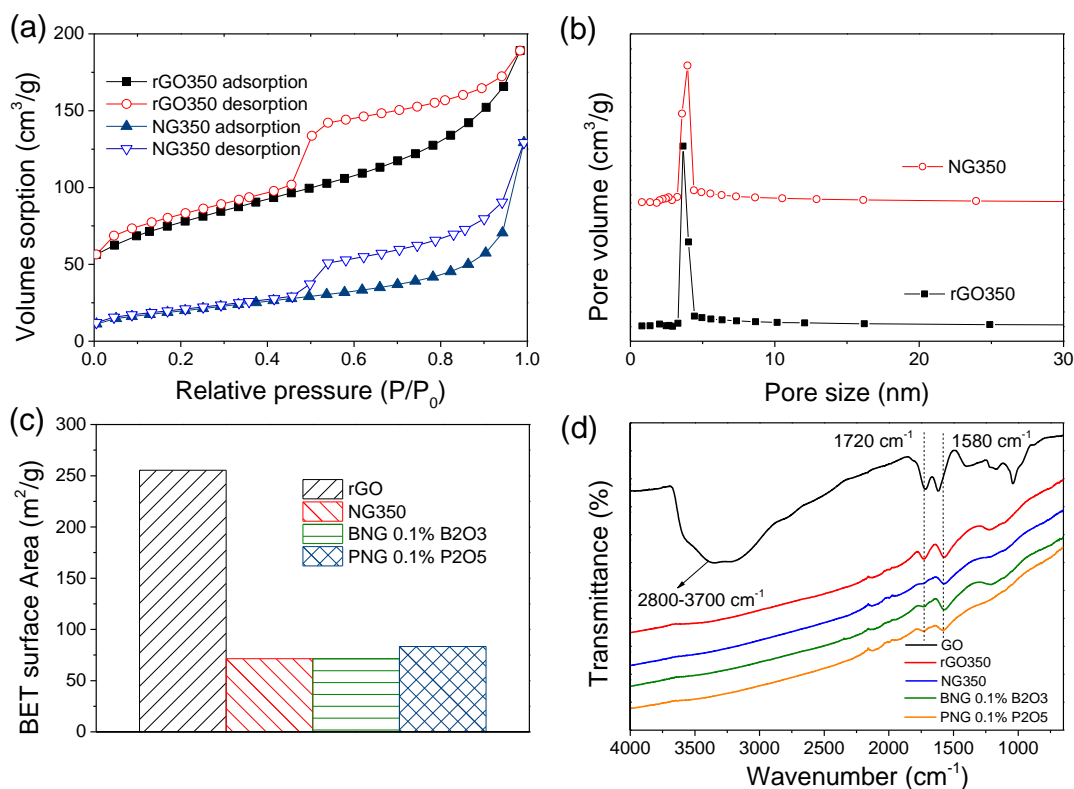 (a)
200
150
100
50
0
0.0 0.2 0.4 0.6 0.8 1.0
Volume sorption (cm³/g)
Relative pressure (P/P₀)
rGO350 adsorption
rGO350 desorption
NG350 adsorption
NG350 desorption
(b)
Pore volume (cm³/g)
NG350
rGO350
0 10 20 30
Pore size (nm)
(c)
300
250
200
150
100
50
0
BET surface Area (m²/g)
rGO
NG350
BNG 0.1% B2O3
PNG 0.1% P2O5
(d)
1720 cm⁻¹ 1580 cm⁻¹
2800-3700 cm⁻¹
Transmittance (%)
GO
rGO350
NG350
BNG 0.1% B2O3
PNG 0.1% P2O5
4000 3500 3000 2500 2000 1500 1000
Wavenumber (cm⁻¹)